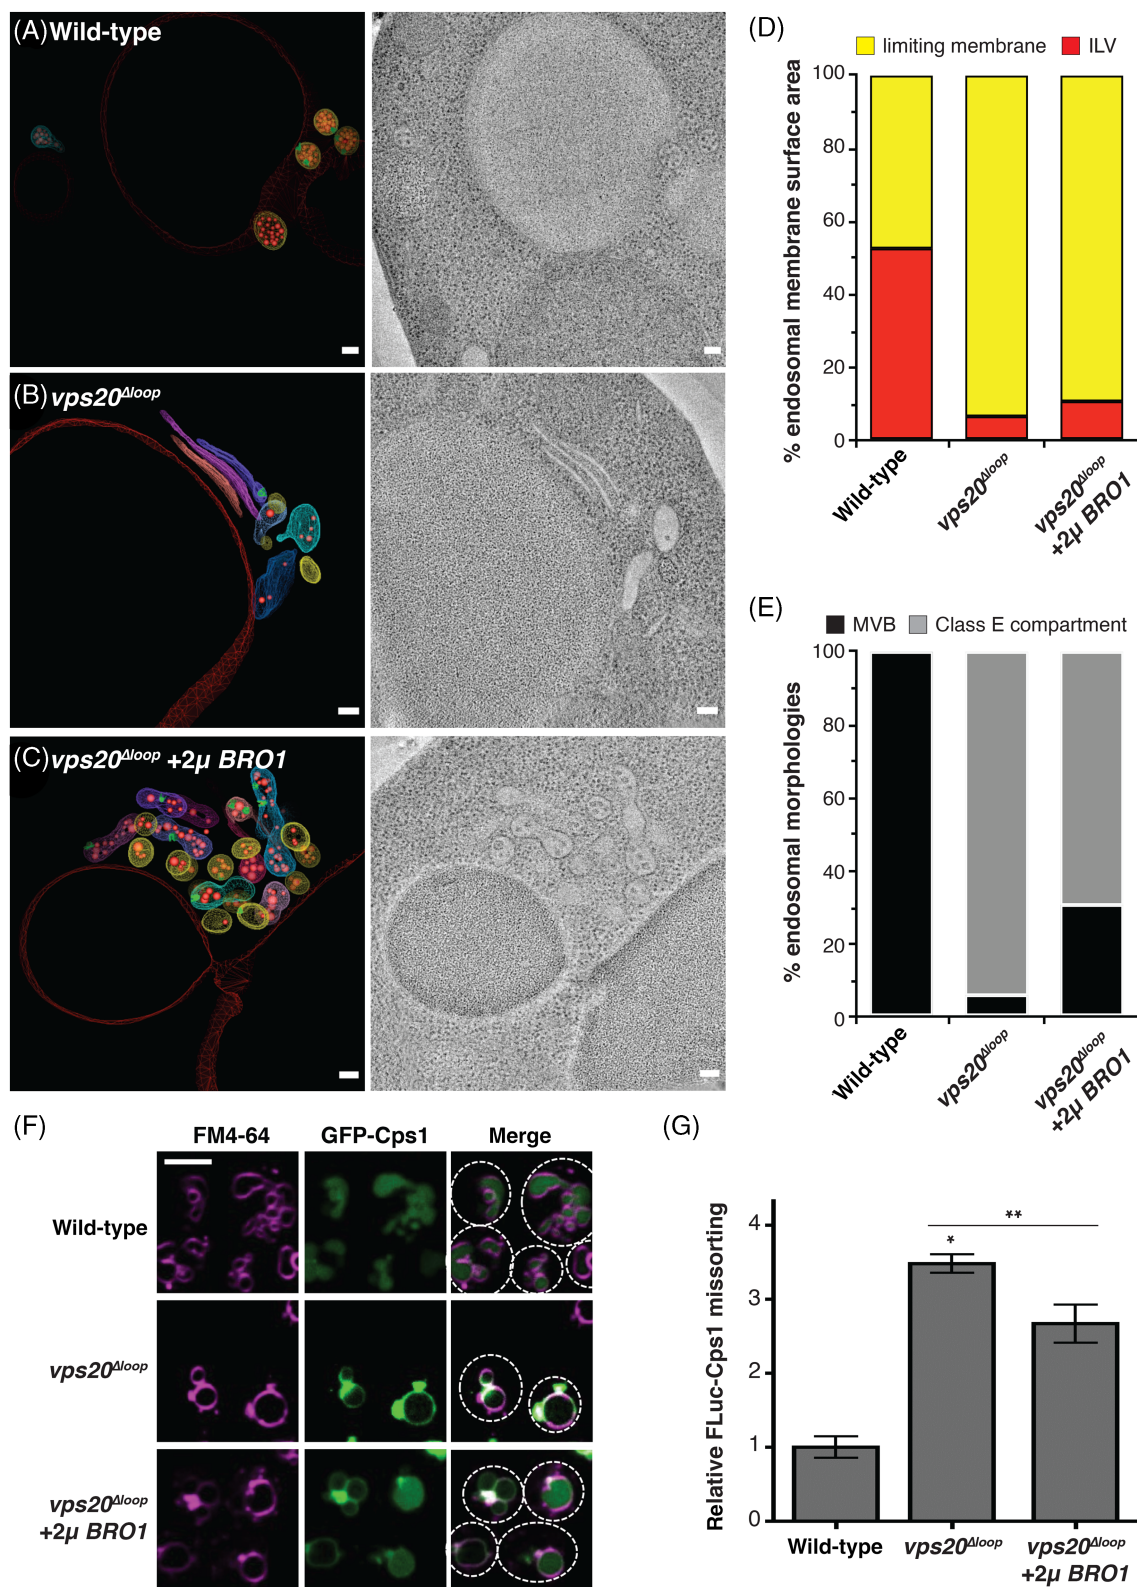 (A) Wild-type
(B) vps20Δloop
(C) vps20Δloop +2μ BRO1
(D)
limiting membrane ILV
% endosomal membrane surface area
100
80
60
40
20
0
Wild-type
vps20Δloop
vps20Δloop
+2μ BRO1
(E)
MVB Class E compartment
% endosomal morphologies
100
80
60
40
20
0
Wild-type
vps20Δloop
vps20Δloop
+2μ BRO1
(F)
FM4-64 GFP-Cps1 Merge
Wild-type
vps20Δloop
vps20Δloop
+2μ BRO1
(G)
Relative FLuc-Cps1 missorting
4
3
2
1
0
**
*
Wild-type
vps20Δloop
vps20Δloop
+2μ BRO1